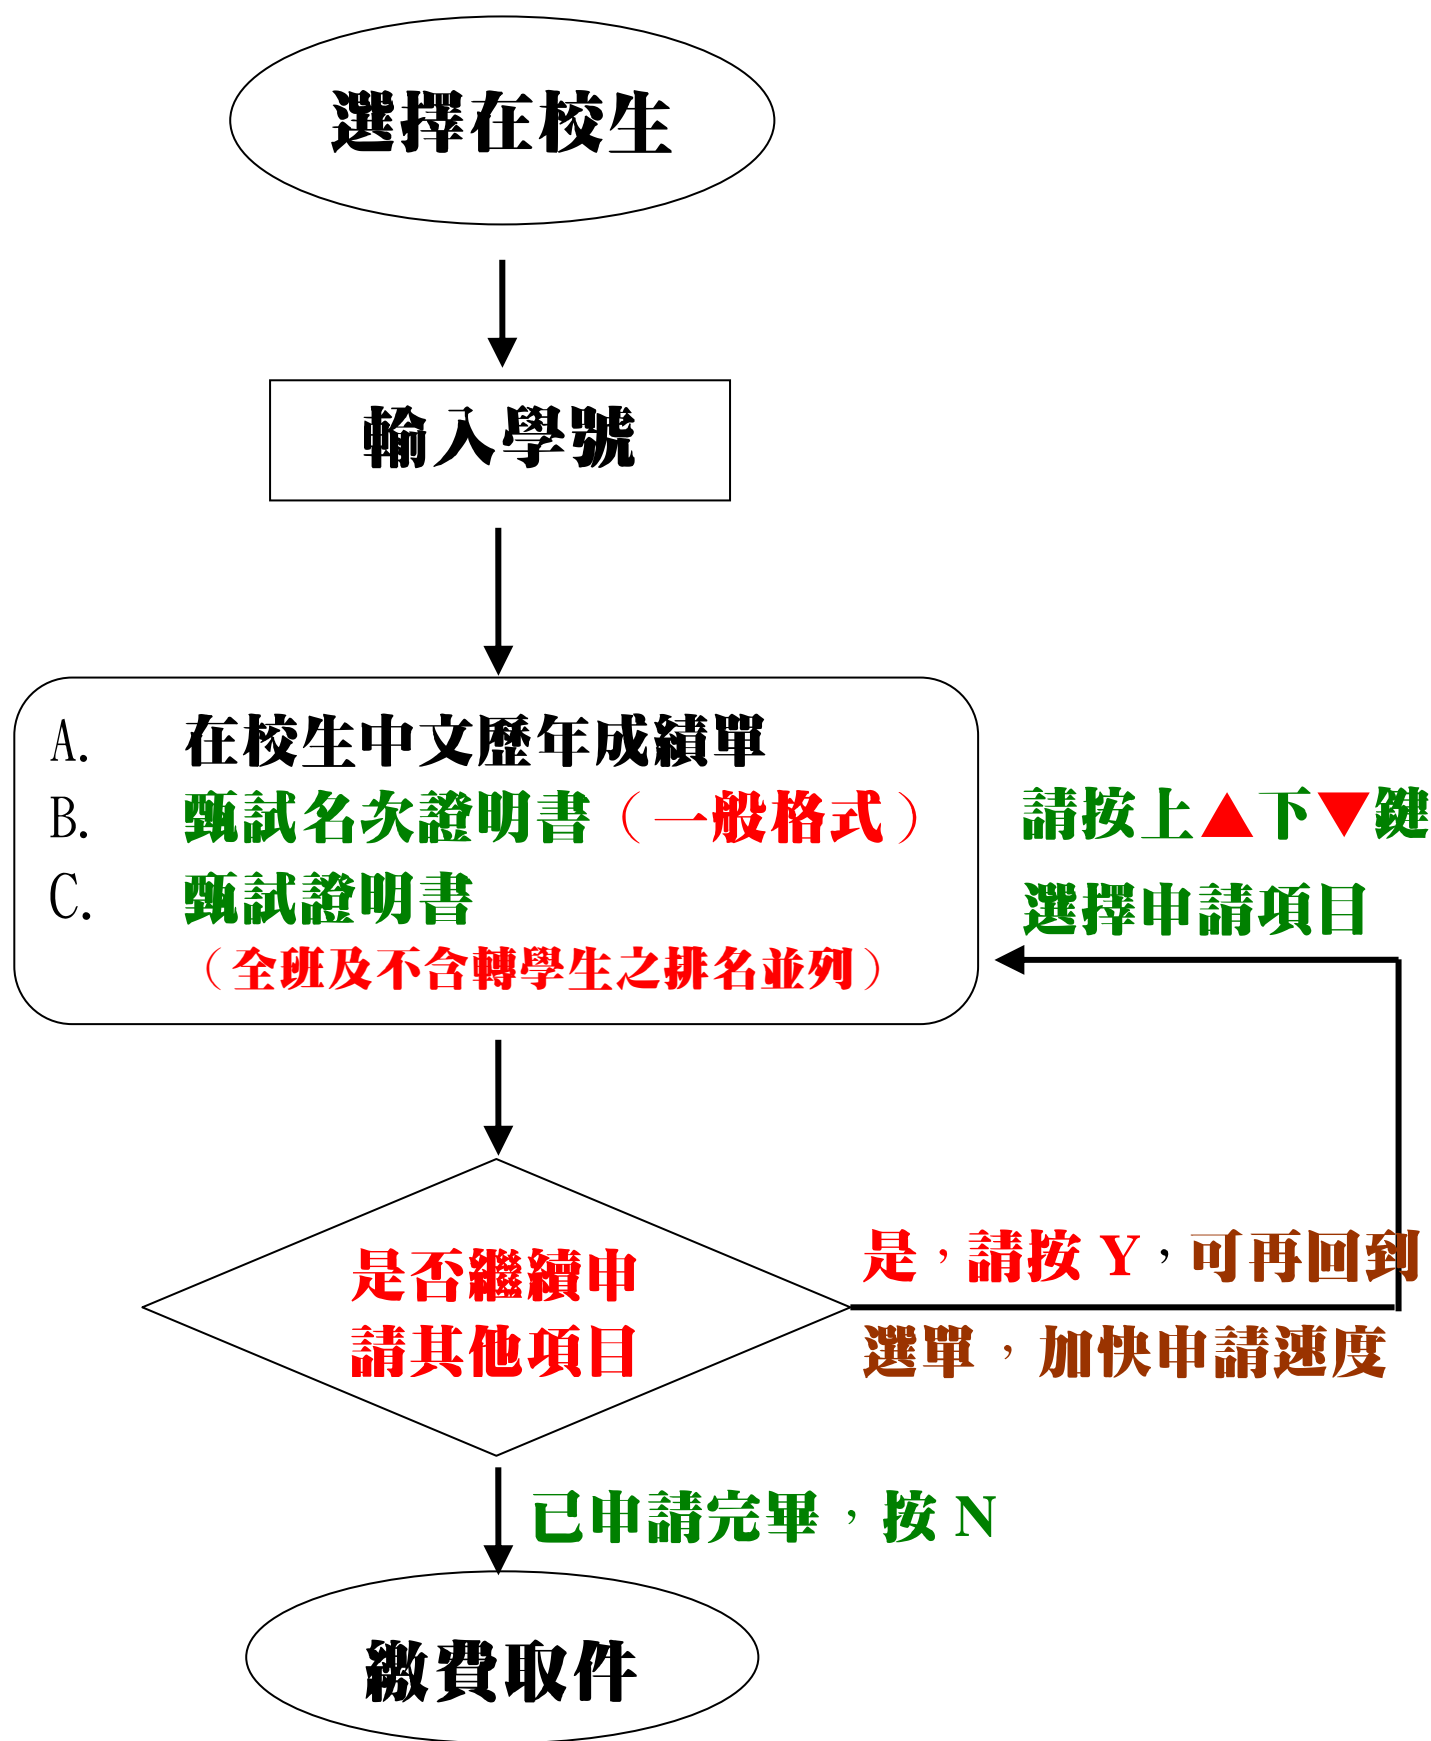 選擇在校生
輸入學號
A. 在校生中文歷年成績單
B. 甄試名次證明書（一般格式）
C. 甄試證明書
（全班及不含轉學生之排名並列）
請按上▲下▼鍵
選擇申請項目
是否繼續申
請其他項目
是，請按 Y，可再回到
選單，加快申請速度
已申請完畢，按 N
繳費取件